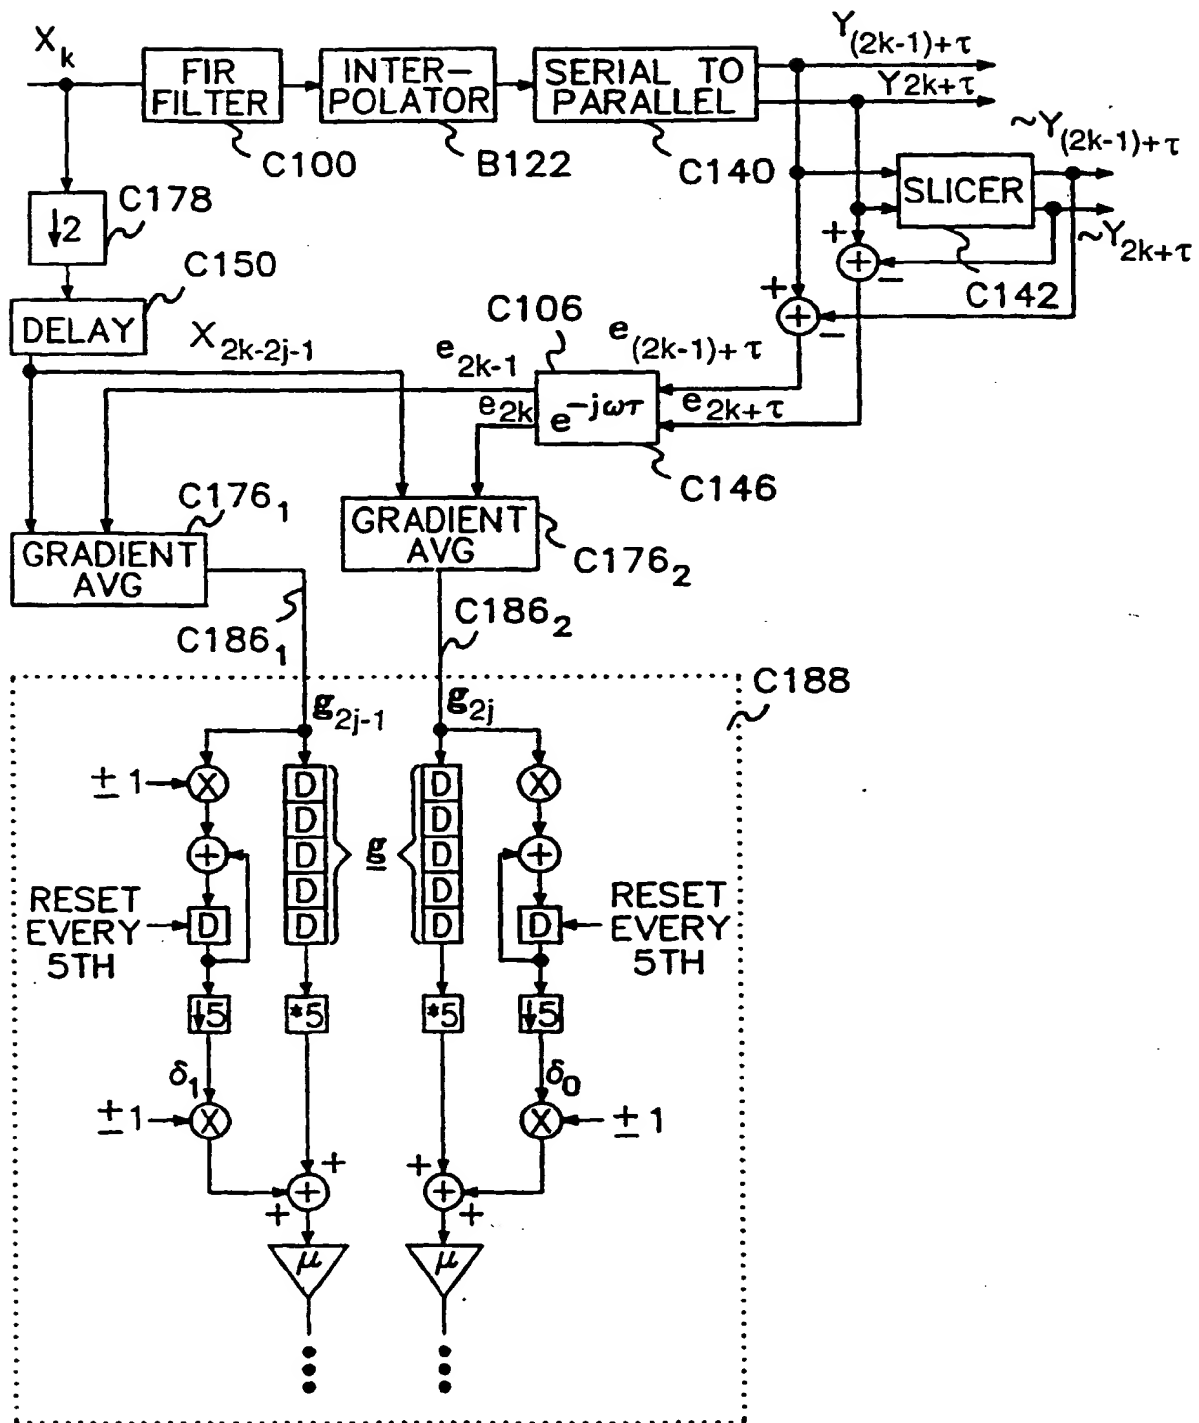 X_k
FIR
FILTER
C100
INTER-
POLATOR
B122
SERIAL TO
PARALLEL
C140
Y_(2k-1)+τ
Y_2k+τ
~Y_(2k-1)+τ
SLICER
~Y_2k+τ
C142
+
+
−
+
+
−
↓2
C178
C150
DELAY
X_2k-2j-1
C106
e_2k-1
e_(2k-1)+τ
e_2k
e^-jωτ
e_2k+τ
C146
C176_1
GRADIENT
AVG
C186_1
GRADIENT
AVG
C176_2
C186_2
C188
g_2j-1
g_2j
± 1
X
D
D
D
D
D
D
D
D
D
D
X
+
g
+
RESET
EVERY
5TH
D
D
RESET
EVERY
5TH
↓5
*5
*5
↓5
δ_1
δ_0
± 1
X
X
± 1
+
+
+
+
+
+
μ
μ